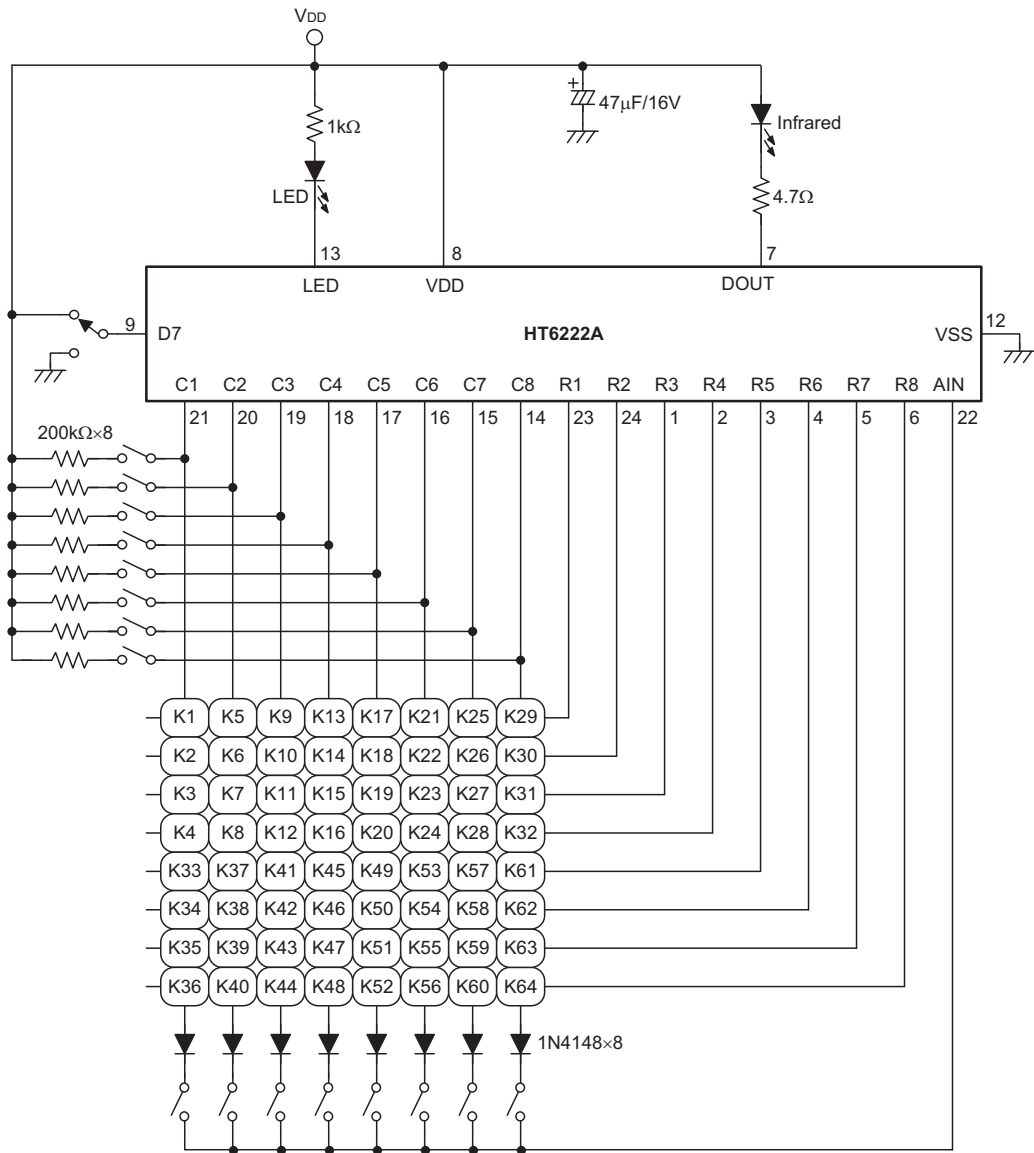 VDD
47μF/16V
1kΩ
Infrared
LED
4.7Ω
13 8 7
LED VDD DOUT
9 D7 HT6222A VSS 12
C1 C2 C3 C4 C5 C6 C7 C8 R1 R2 R3 R4 R5 R6 R7 R8 AIN
21 20 19 18 17 16 15 14 23 24 1 2 3 4 5 6 22
200kΩ×8
K1 K5 K9 K13 K17 K21 K25 K29
K2 K6 K10 K14 K18 K22 K26 K30
K3 K7 K11 K15 K19 K23 K27 K31
K4 K8 K12 K16 K20 K24 K28 K32
K33 K37 K41 K45 K49 K53 K57 K61
K34 K38 K42 K46 K50 K54 K58 K62
K35 K39 K43 K47 K51 K55 K59 K63
K36 K40 K44 K48 K52 K56 K60 K64
1N4148×8